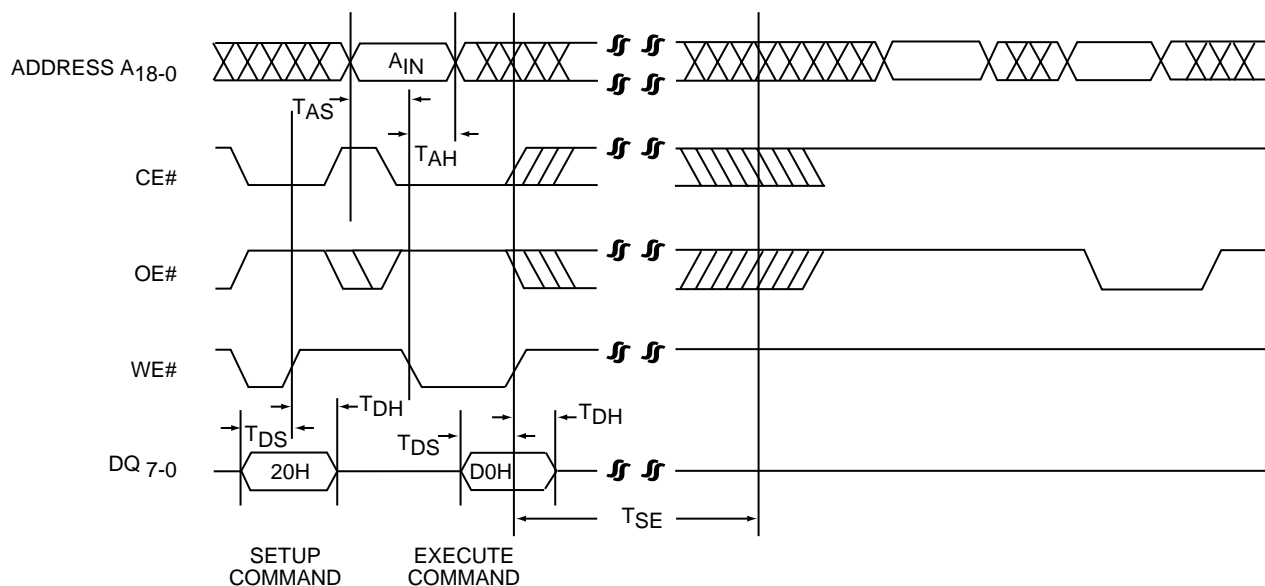 ADDRESS A18-0
AIN
TAS
TAH
CE#
OE#
WE#
TDH
TDH
TDS
TDS
DQ 7-0
20H
D0H
TSE
SETUP
COMMAND
EXECUTE
COMMAND